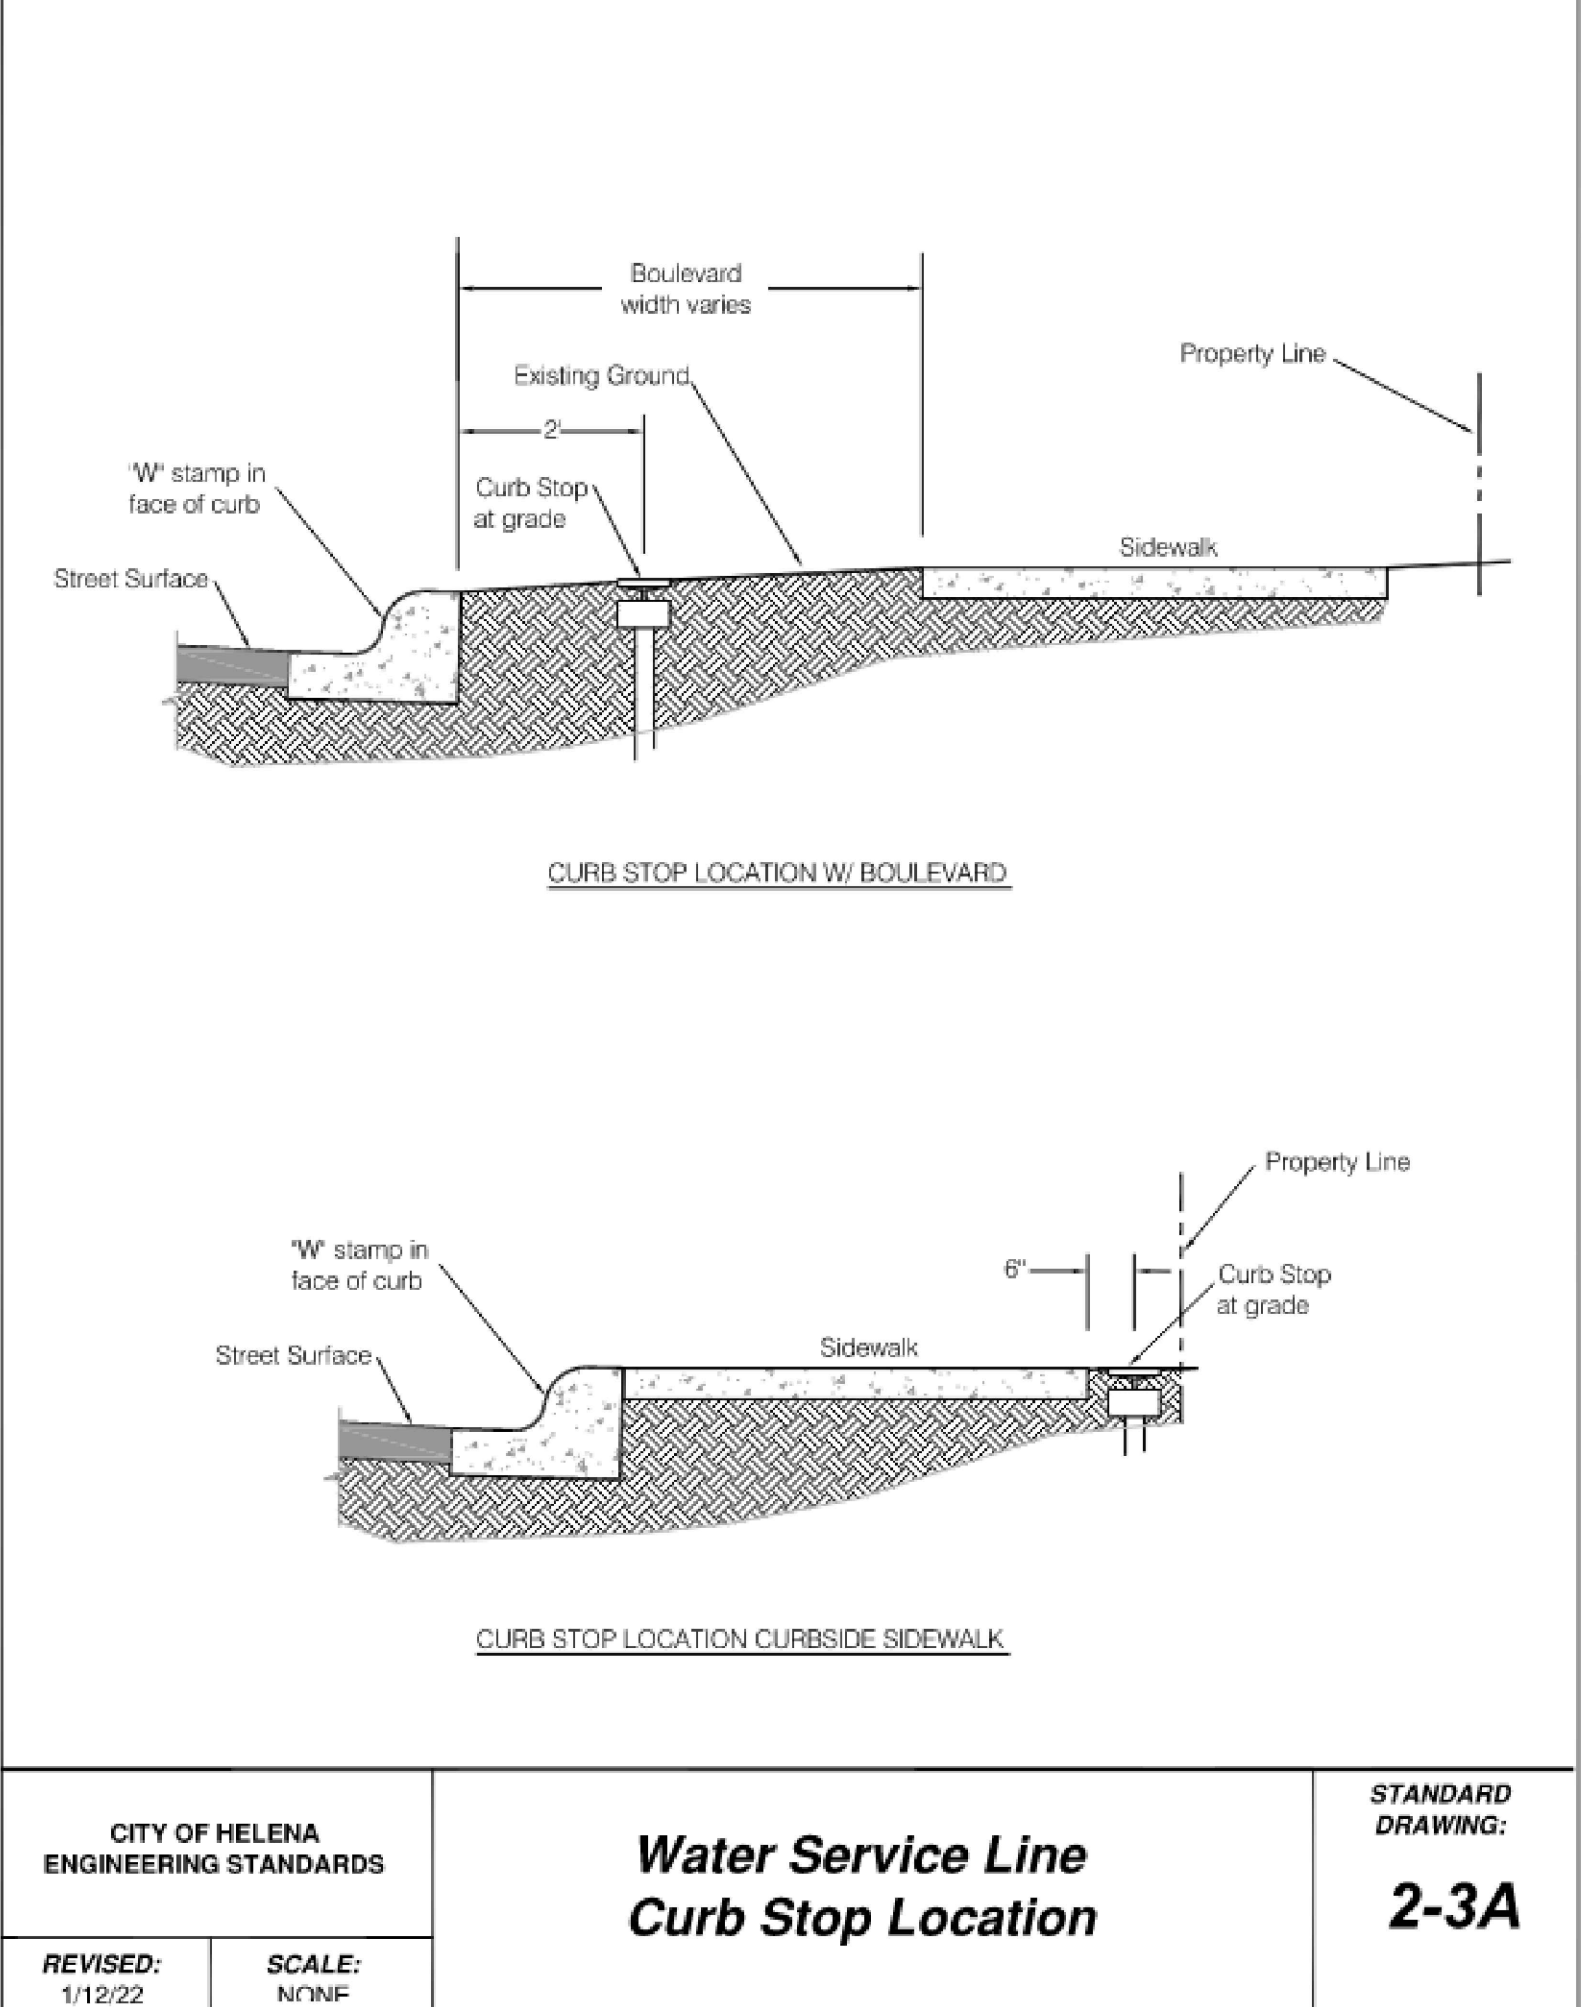 Boulevard
width varies
Property Line
Existing Ground
2'
"W" stamp in
face of curb
Curb Stop
at grade
Sidewalk
Street Surface
CURB STOP LOCATION W/ BOULEVARD
Property Line
"W" stamp in
face of curb
6"
Curb Stop
at grade
Sidewalk
Street Surface
CURB STOP LOCATION CURBSIDE SIDEWALK
CITY OF HELENA
ENGINEERING STANDARDS
REVISED:
1/12/22
SCALE:
NONE
Water Service Line
Curb Stop Location
STANDARD
DRAWING:
2-3A